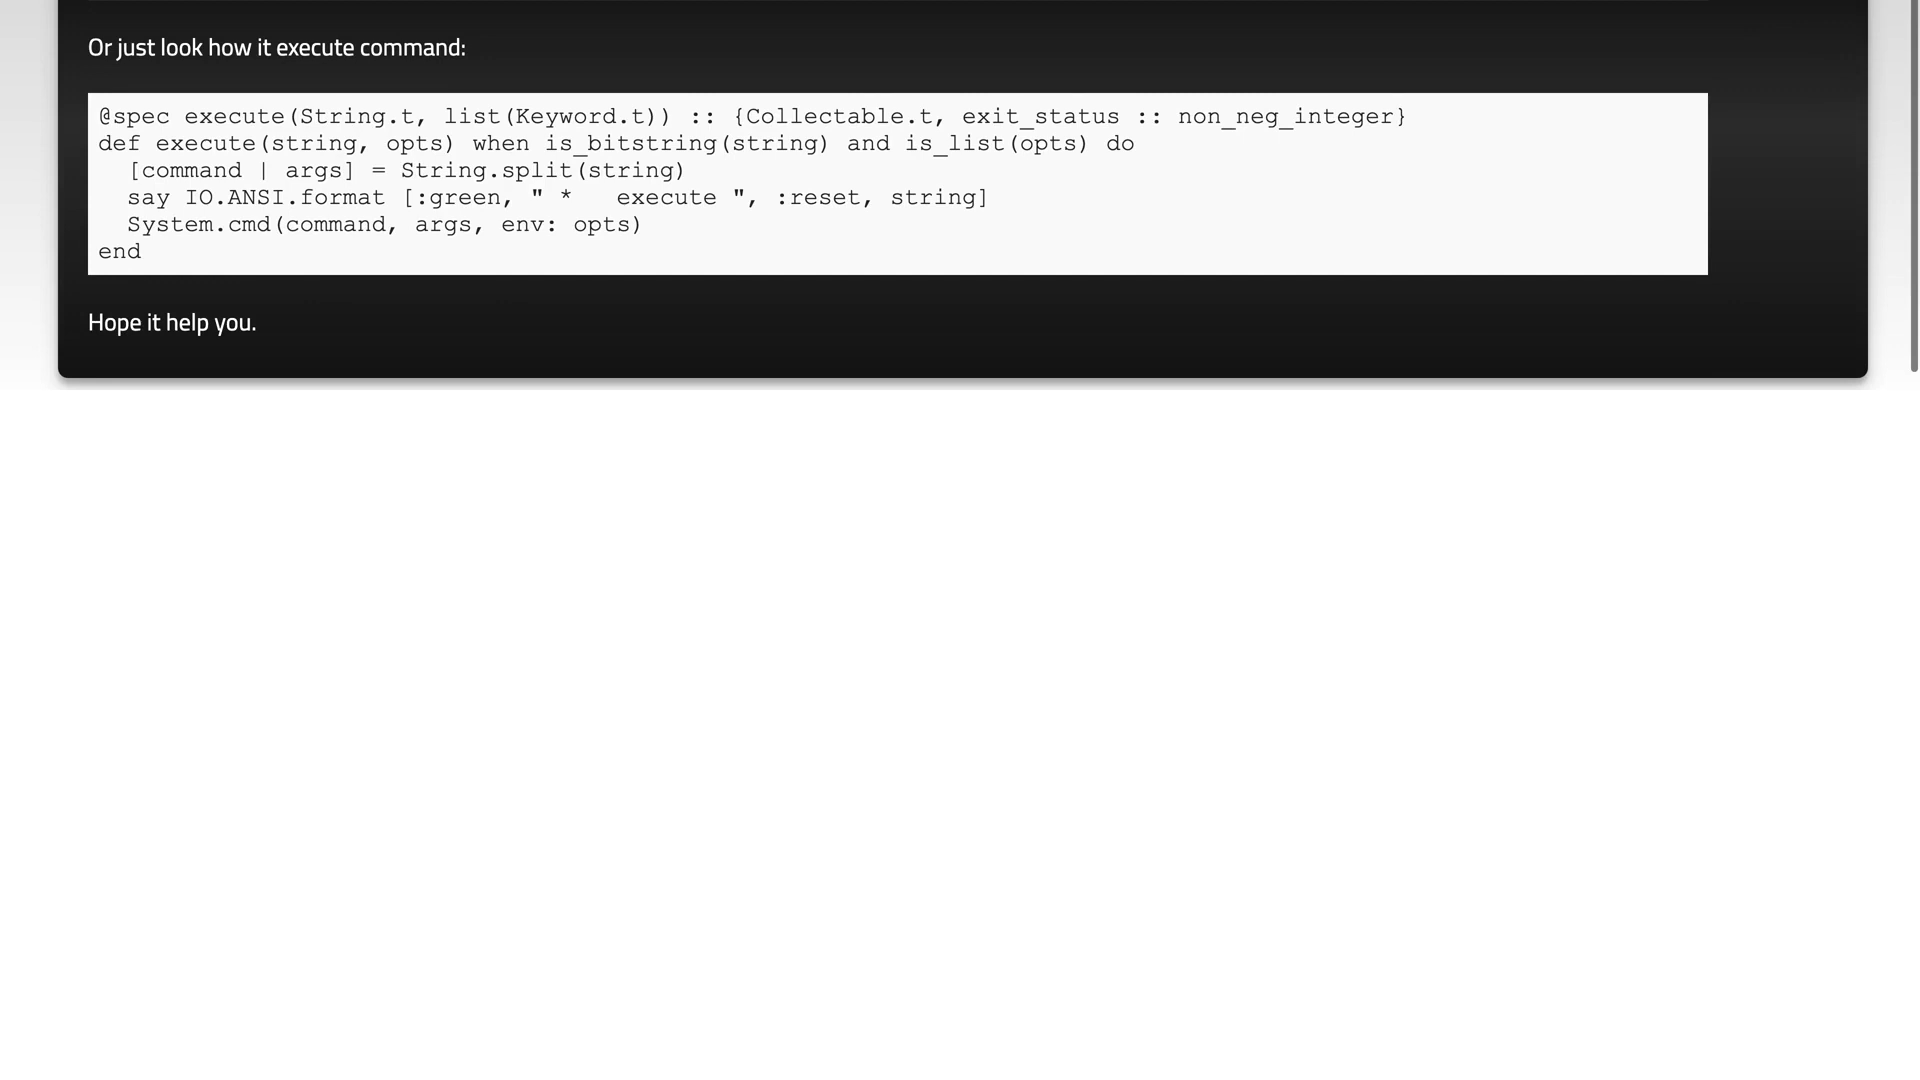 Or just look how it execute command:
@spec execute(String.t, list(Keyword.t)) :: {Collectable.t, exit_status :: non_neg_integer}
def execute(string, opts) when is_bitstring(string) and is_list(opts) do
  [command | args] = String.split(string)
  say IO.ANSI.format [:green, " *   execute ", :reset, string]
  System.cmd(command, args, env: opts)
end
Hope it help you.